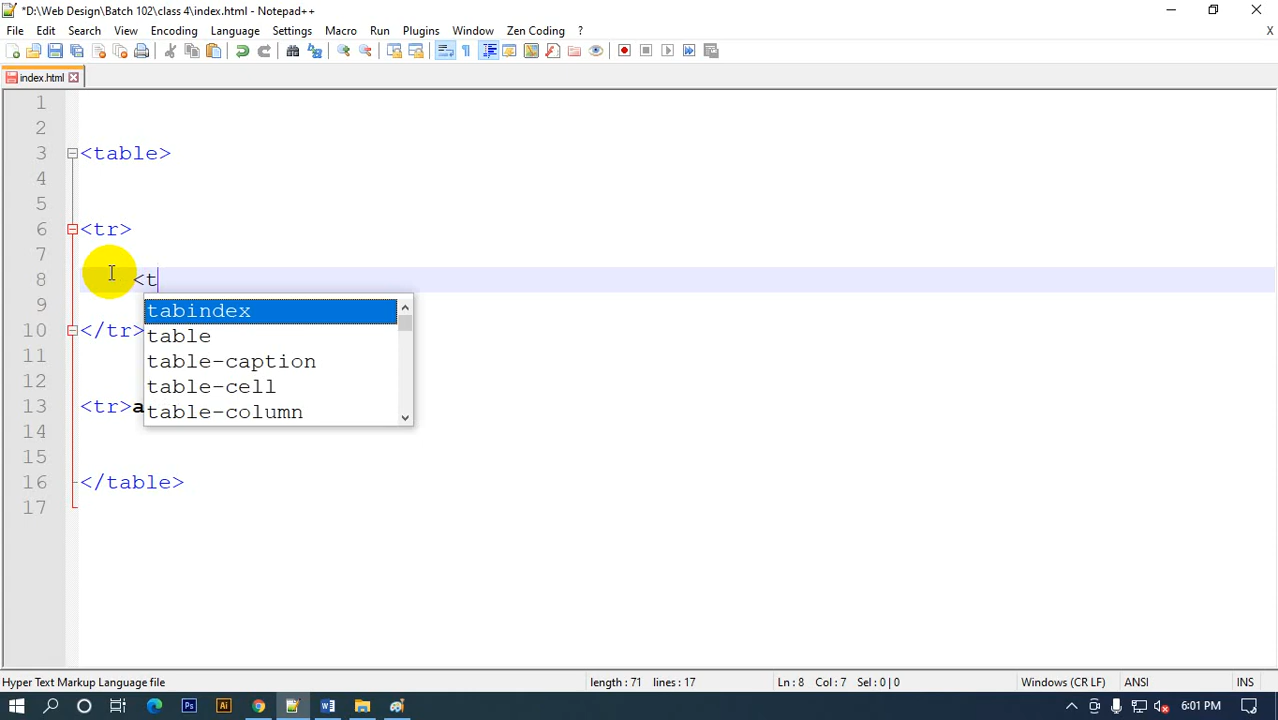 *D:\Web Design\Batch 102\class 4\index.html - Notepad++
File Edit Search View Encoding Language Settings Macro Run Plugins Window Zen Coding ? X
index.html
1
2
3 <table>
4
5
6 <tr>
7
8 <t
tabindex
9
table
10 </tr>
11 table-caption
12 table-cell
13 <tr>a
table-column
14
15
16 </table>
17
Hyper Text Markup Language file length : 71 lines : 17 Ln : 8 Col : 7 Sel : 0 | 0 Windows (CR LF) ANSI INS
Ps Ai 6:01 PM